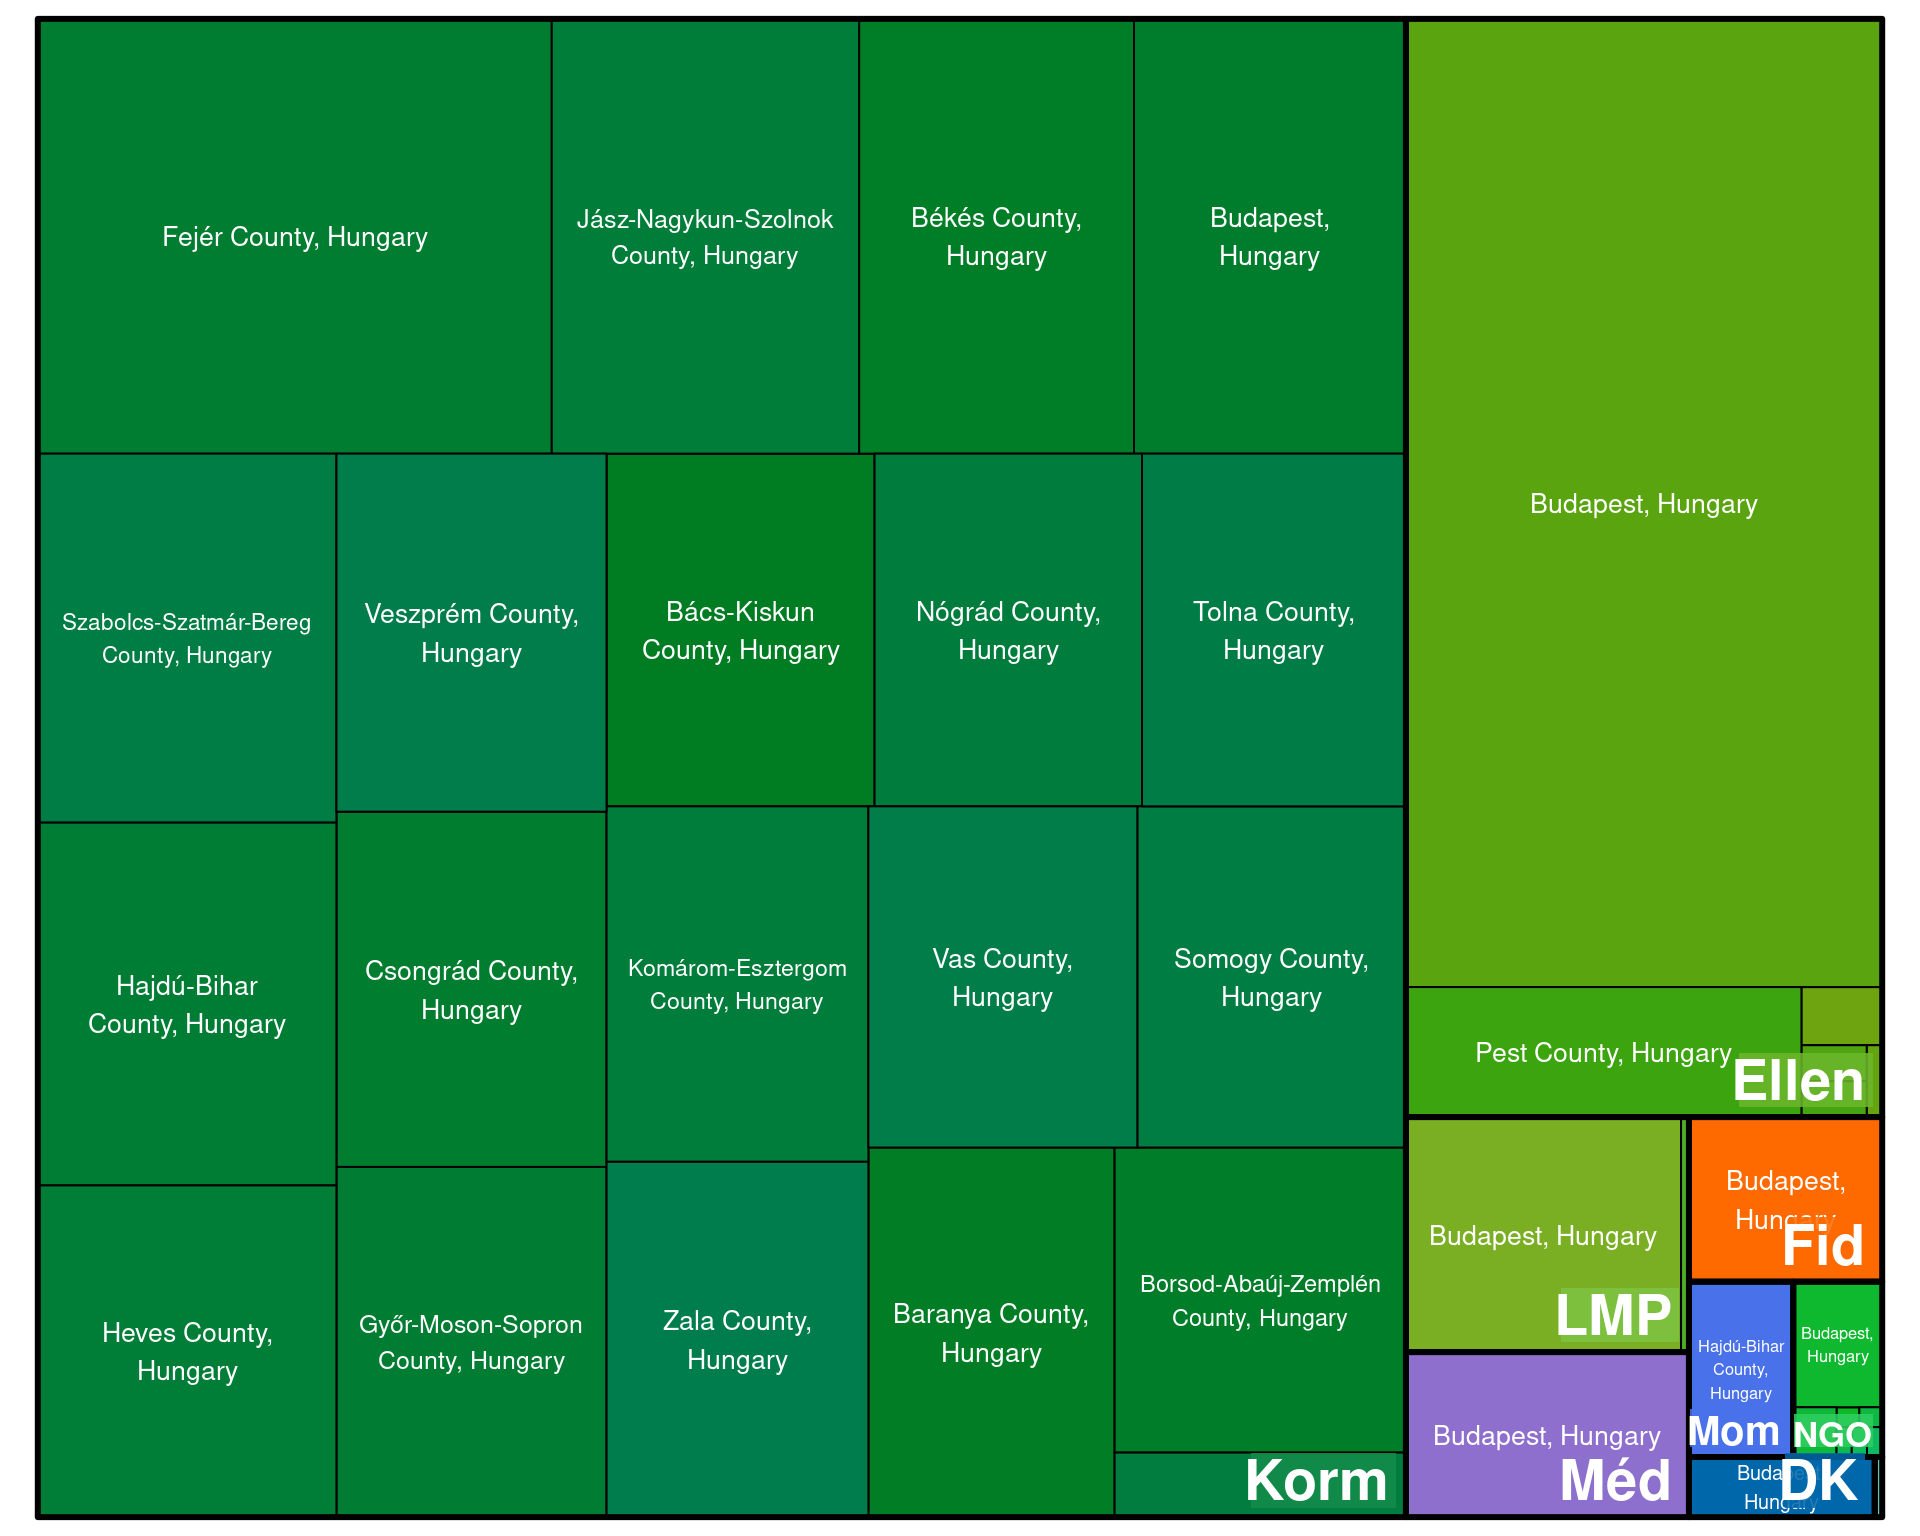 Fejér County, Hungary
Jász-Nagykun-Szolnok
County, Hungary
Békés County,
Hungary
Budapest,
Hungary
Szabolcs-Szatmár-Bereg
County, Hungary
Veszprém County,
Hungary
Bács-Kiskun
County, Hungary
Nógrád County,
Hungary
Tolna County,
Hungary
Hajdú-Bihar
County, Hungary
Csongrád County,
Hungary
Komárom-Esztergom
County, Hungary
Vas County,
Hungary
Somogy County,
Hungary
Heves County,
Hungary
Győr-Moson-Sopron
County, Hungary
Zala County,
Hungary
Baranya County,
Hungary
Borsod-Abaúj-Zemplén
County, Hungary
Korm
Budapest, Hungary
Pest County, Hungary
Ellen
Budapest, Hungary
LMP
Budapest, Hungary
Méd
Budapest,
Hungary
Fid
Hajdú-Bihar
County,
Hungary
Mom
Budapest,
Hungary
NGO
Budapest,
Hungary
DK